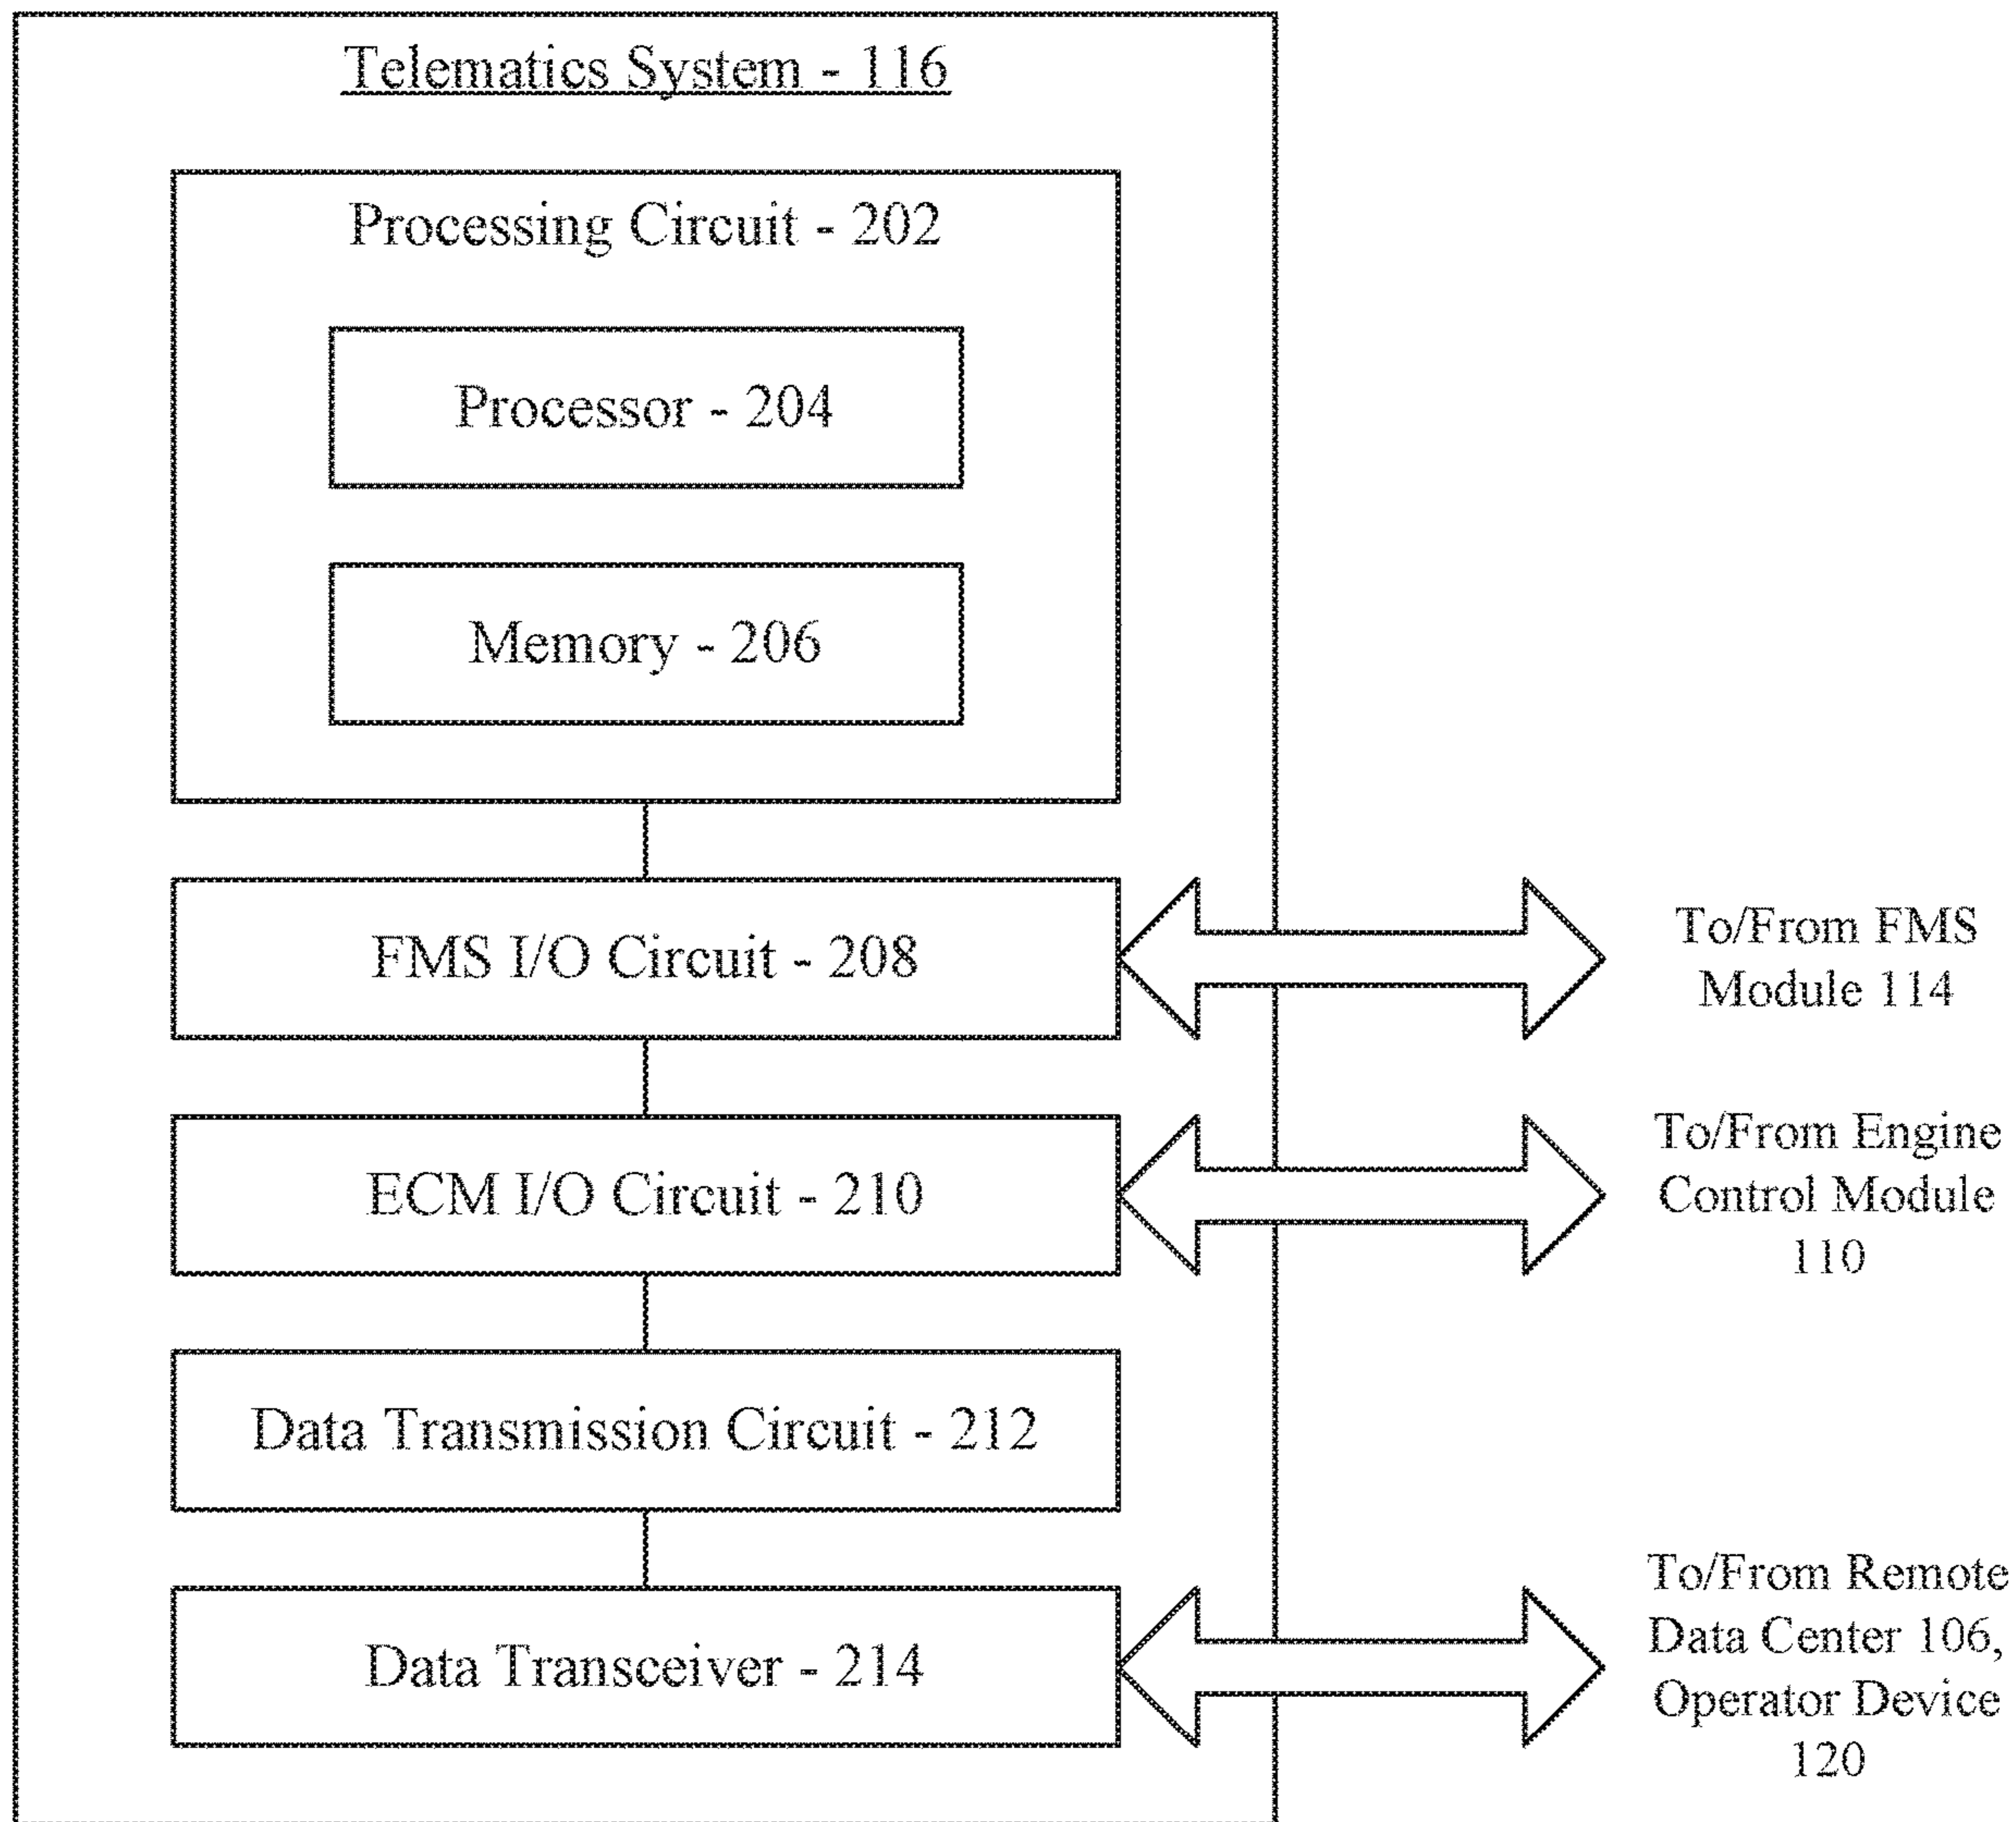 Telematics System - 116
Processing Circuit - 202
Processor - 204
Memory - 206
FMS I/O Circuit - 208
To/From FMS
Module 114
ECM I/O Circuit - 210
To/From Engine
Control Module
110
Data Transmission Circuit - 212
Data Transceiver - 214
To/From Remote
Data Center 106,
Operator Device
120